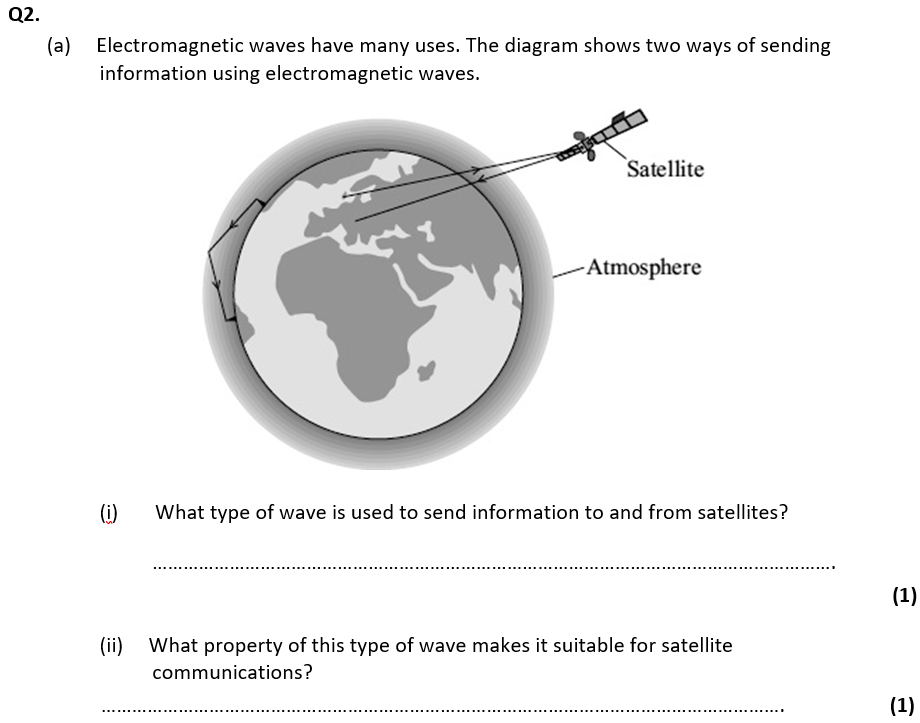 Q2.
(a) Electromagnetic waves have many uses. The diagram shows two ways of sending
information using electromagnetic waves.
Satellite
Atmosphere
(i) What type of wave is used to send information to and from satellites?
..........................................................................................
(1)
(ii) What property of this type of wave makes it suitable for satellite
communications?
..........................................................................................
(1)